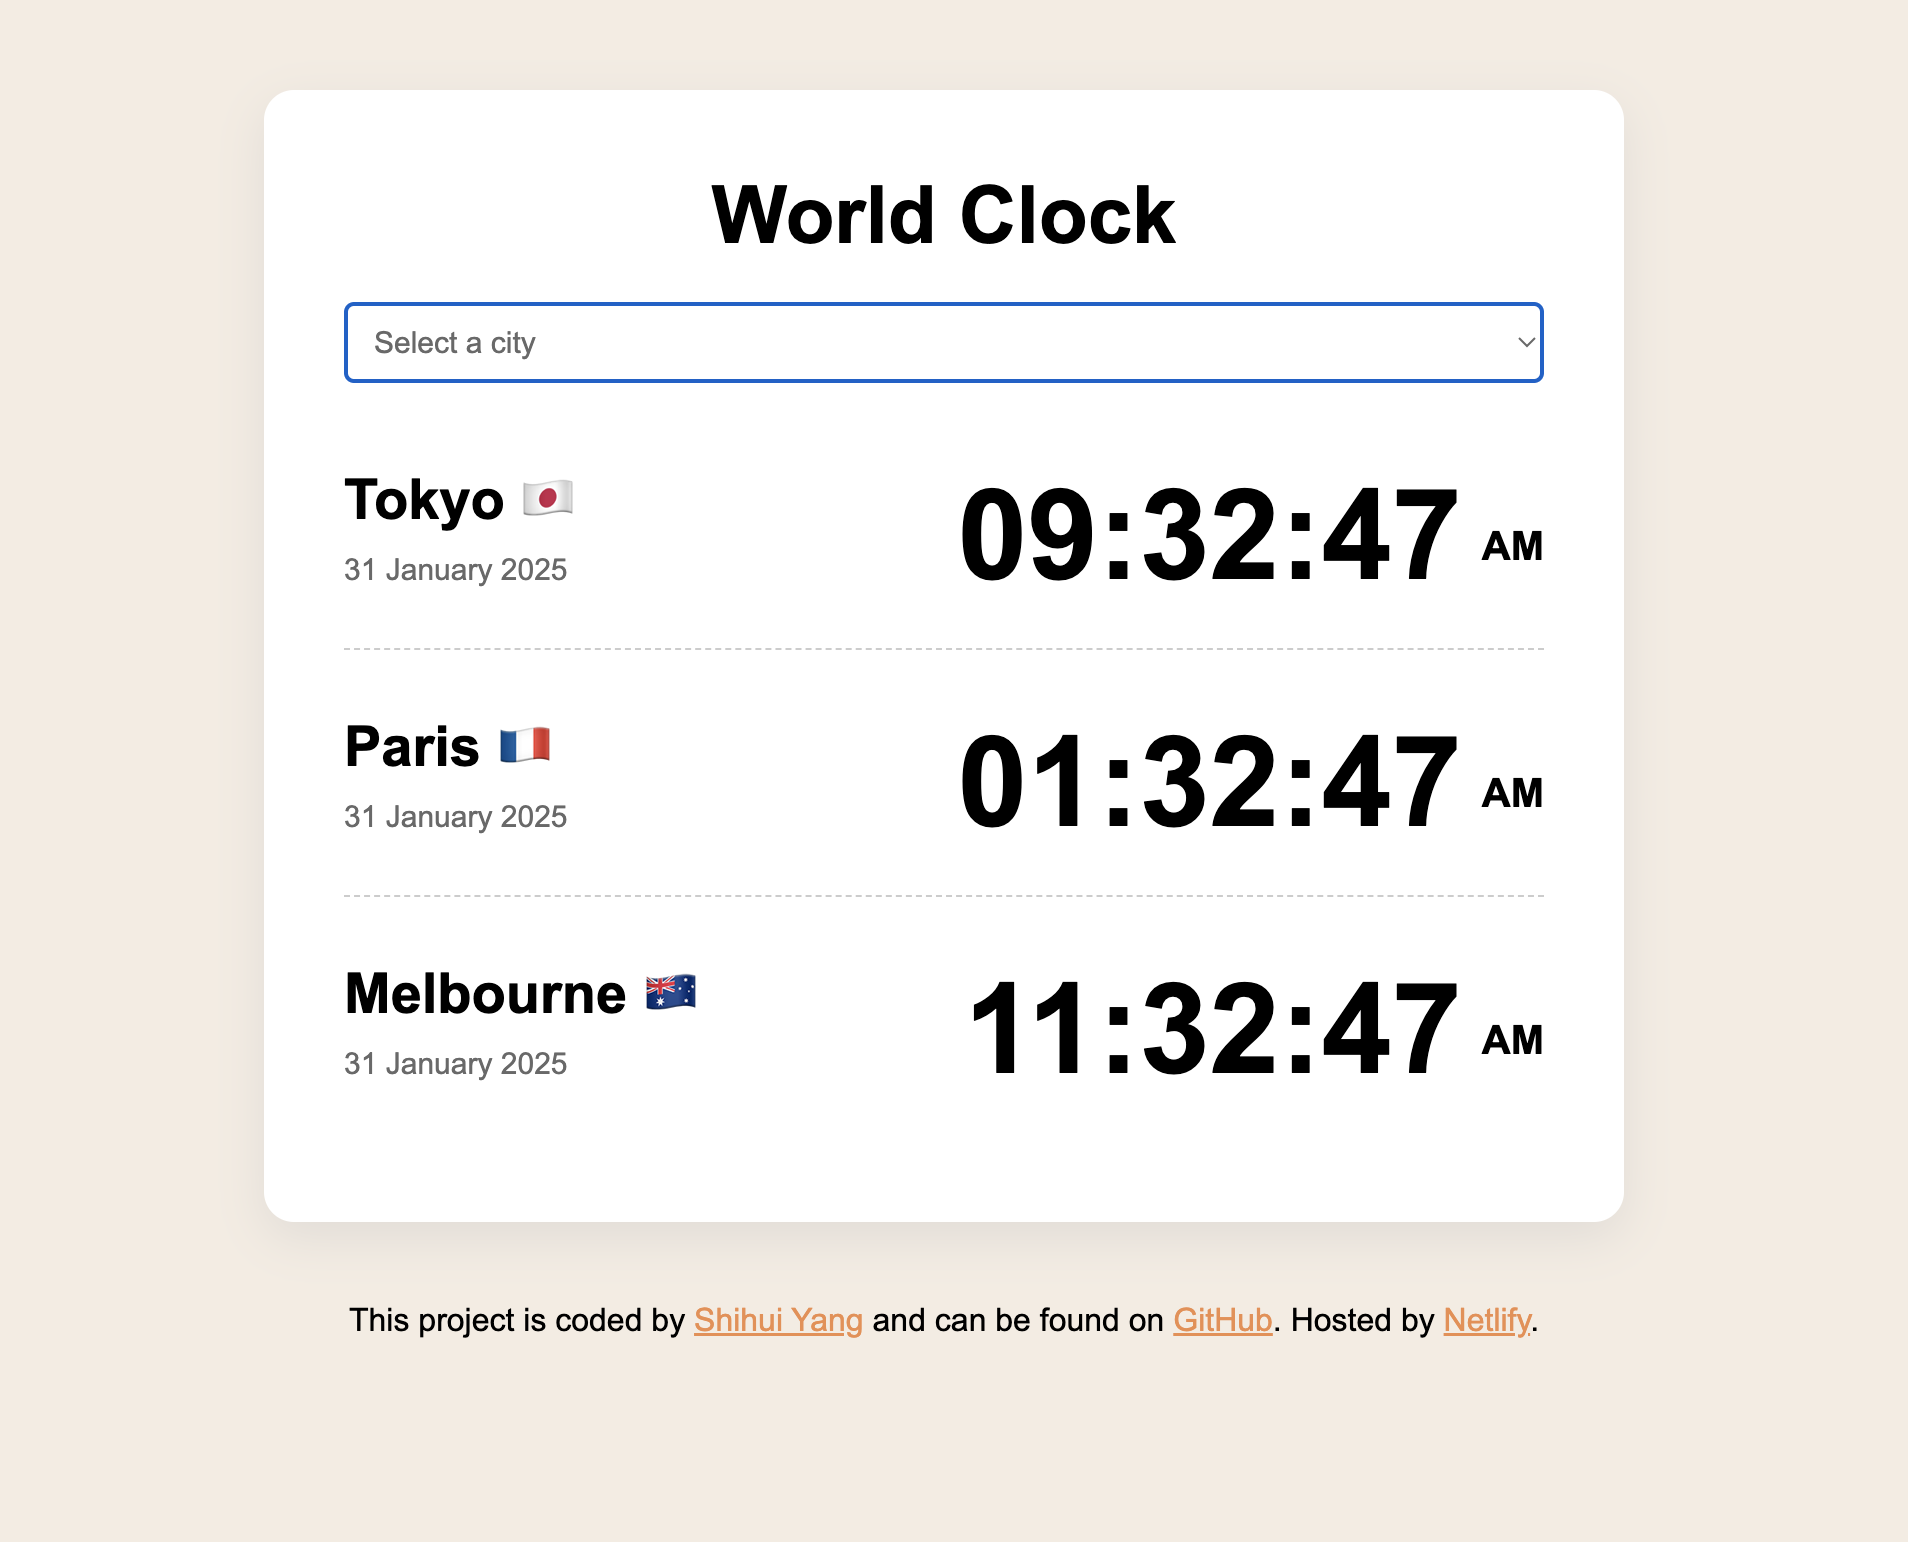 World Clock
Select a city
Tokyo 🇯🇵
31 January 2025
09:32:47 AM
Paris 🇫🇷
31 January 2025
01:32:47 AM
Melbourne 🇦🇺
31 January 2025
11:32:47 AM
This project is coded by Shihui Yang and can be found on GitHub. Hosted by Netlify.